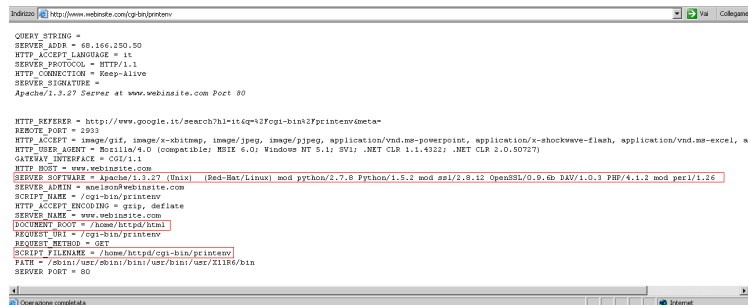 Indirizzo http://www.webinsite.com/cgi-bin/printenv Vai Collegame
QUERY_STRING =
SERVER_ADDR = 68.166.250.50
HTTP_ACCEPT_LANGUAGE = it
SERVER_PROTOCOL = HTTP/1.1
HTTP_CONNECTION = Keep-Alive
SERVER_SIGNATURE =
Apache/1.3.27 Server at www.webinsite.com Port 80
HTTP_REFERER = http://www.google.it/search?hl=it&q=%2Fcgi-bin%2Fprintenv&meta=
REMOTE_PORT = 2933
HTTP_ACCEPT = image/gif, image/x-xbitmap, image/jpeg, image/pjpeg, application/vnd.ms-powerpoint, application/x-shockwave-flash, application/vnd.ms-excel, a
HTTP_USER_AGENT = Mozilla/4.0 (compatible; MSIE 6.0; Windows NT 5.1; SV1; .NET CLR 1.1.4322; .NET CLR 2.0.50727)
GATEWAY_INTERFACE = CGI/1.1
HTTP_HOST = www.webinsite.com
SERVER_SOFTWARE = Apache/1.3.27 (Unix) (Red-Hat/Linux) mod_python/2.7.8 Python/1.5.2 mod_ssl/2.8.12 OpenSSL/0.9.6b DAV/1.0.3 PHP/4.1.2 mod_perl/1.26
SERVER_ADMIN = anelson@webinsite.com
SCRIPT_NAME = /cgi-bin/printenv
HTTP_ACCEPT_ENCODING = gzip, deflate
SERVER_NAME = www.webinsite.com
DOCUMENT_ROOT = /home/httpd/html
REQUEST_URI = /cgi-bin/printenv
REQUEST_METHOD = GET
SCRIPT_FILENAME = /home/httpd/cgi-bin/printenv
PATH = /sbin:/usr/sbin:/bin:/usr/bin:/usr/X11R6/bin
SERVER_PORT = 80
Operazione completata Internet